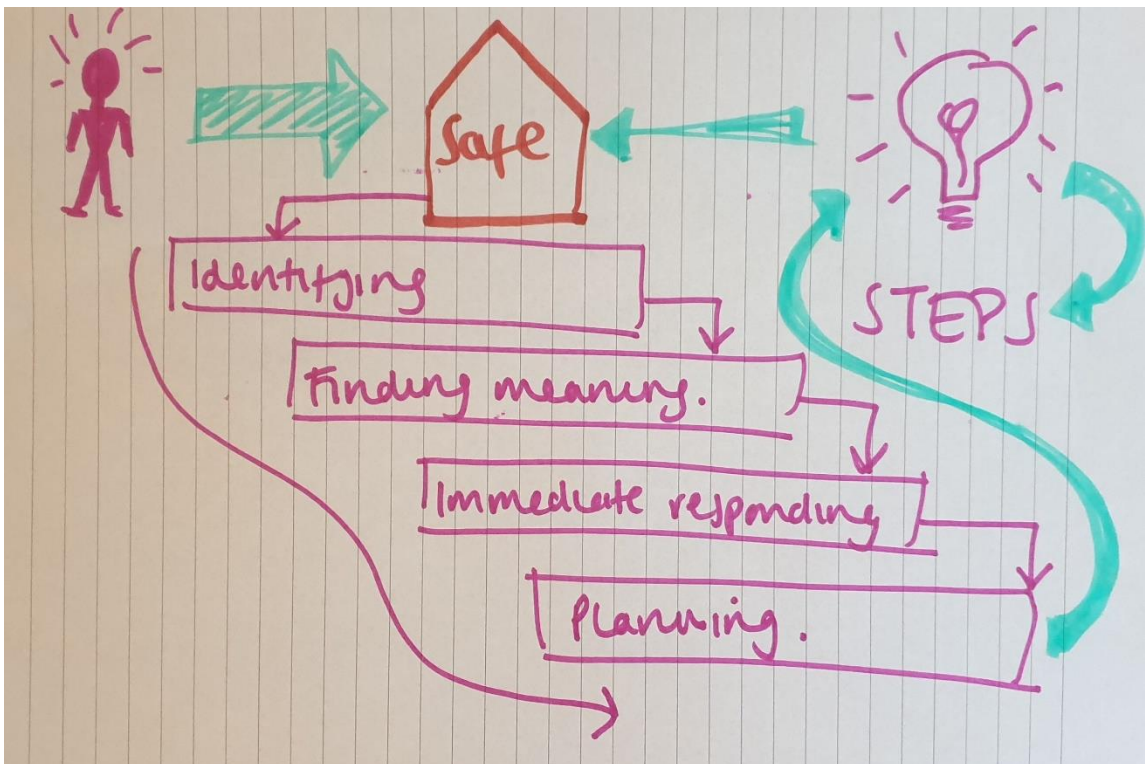 Safe
Identifying
Finding meaning.
STEPS
Immediate responding
Planning.